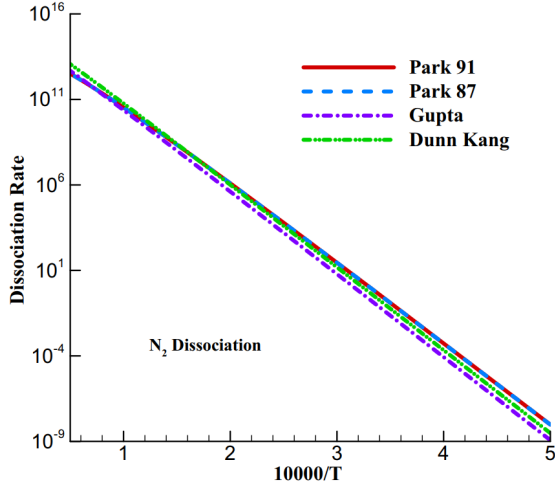 10^16
10^11
10^6
10^1
10^-4
10^-9
Dissociation Rate
Park 91
Park 87
Gupta
Dunn Kang
N₂ Dissociation
1 2 3 4 5
10000/T